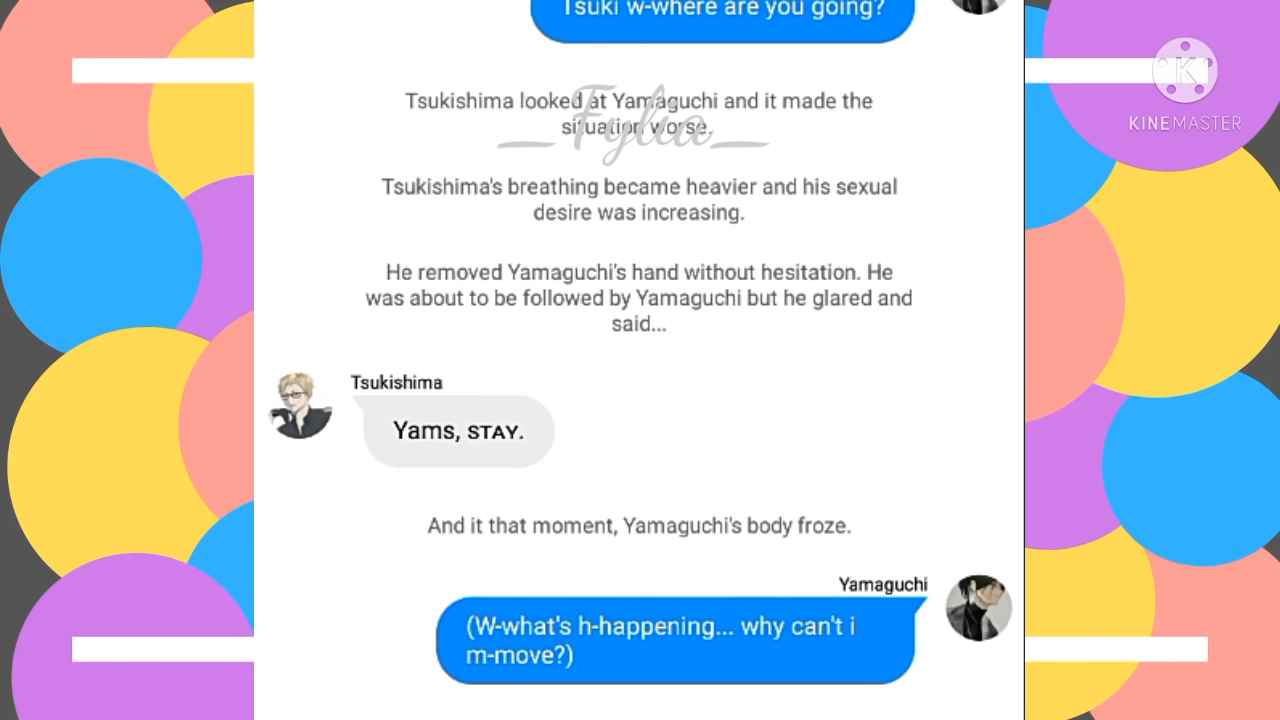 Tsuki w-where are you going?
KINEMASTER
Tsukishima looked at Yamaguchi and it made the
situation worse.
Fylia
Tsukishima's breathing became heavier and his sexual
desire was increasing.
He removed Yamaguchi's hand without hesitation. He
was about to be followed by Yamaguchi but he glared and
said...
Tsukishima
Yams, STAY.
And it that moment, Yamaguchi's body froze.
Yamaguchi
(W-what's h-happening... why can't i
m-move?)